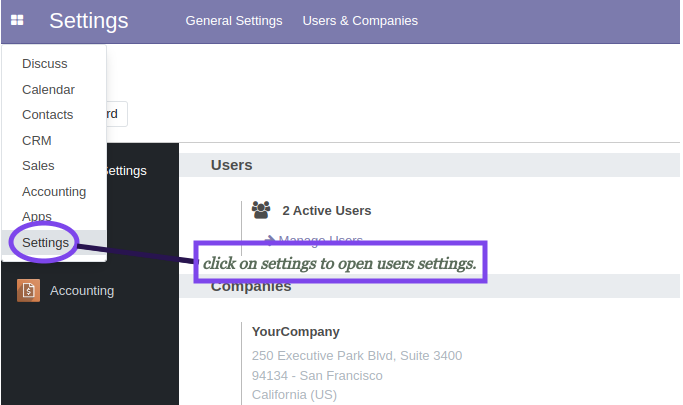 Settings
General Settings
Users & Companies
Discuss
Calendar
Contacts
CRM
Sales
Accounting
Apps
Settings
rd
Settings
Accounting
Users
2 Active Users
Manage Users
click on settings to open users settings.
Companies
YourCompany
250 Executive Park Blvd, Suite 3400
94134 - San Francisco
California (US)